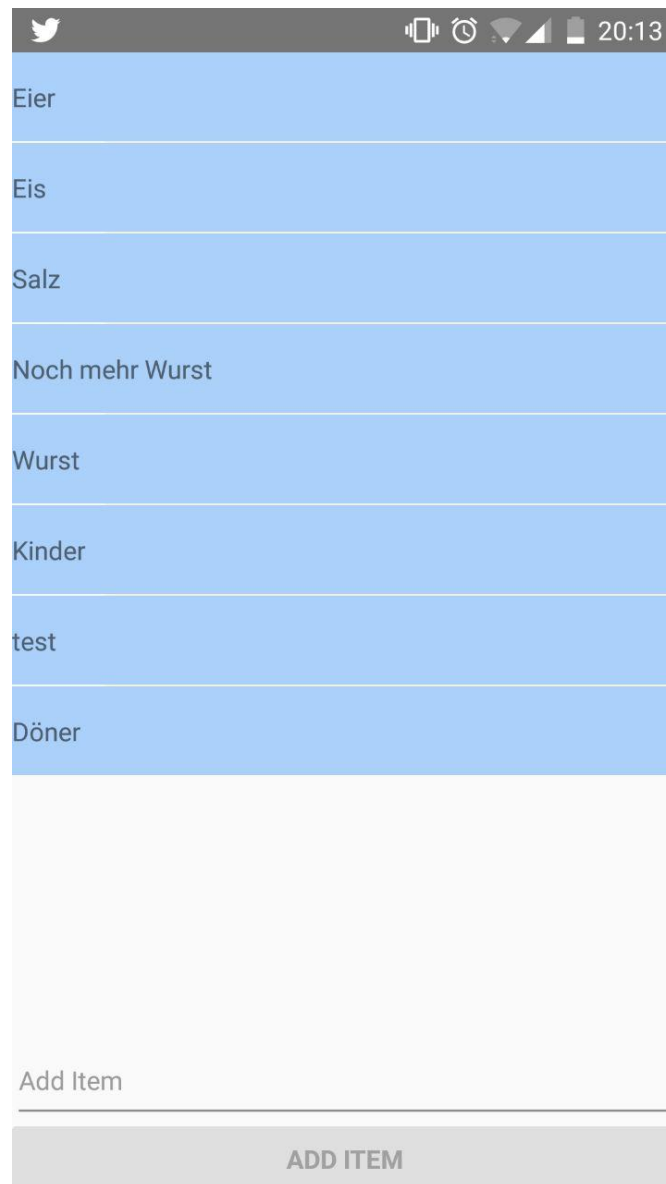 20:13
Eier
Eis
Salz
Noch mehr Wurst
Wurst
Kinder
test
Döner
Add Item
ADD ITEM